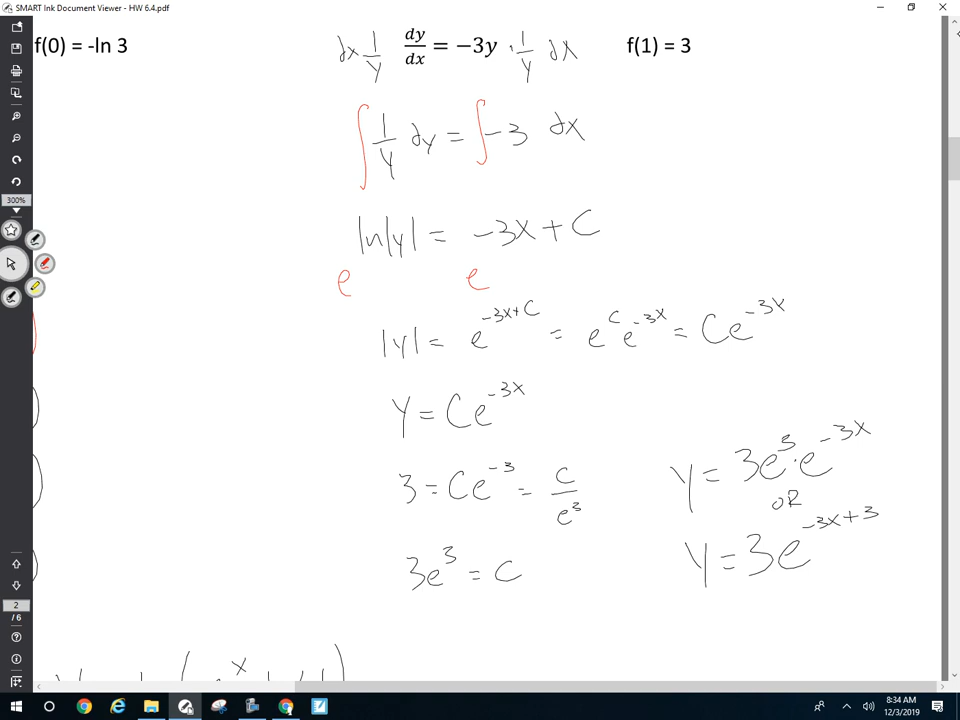 SMART Ink Document Viewer - HW 6.4.pdf
f(0) = -ln 3
dx 1/y dy/dx = −3y · 1/y dx
f(1) = 3
∫ 1/y dy = ∫ -3 dx
300%
ln|y| = -3x + C
e e
|y| = e^{-3x+C} = e^C e^{-3x} = Ce^{-3x}
y = Ce^{-3x}
3 = Ce^{-3} = C/e^3
3e^3 = C
y = 3e^3 · e^{-3x}
OR
y = 3e^{-3x+3}
2
/ 6
x
8:34 AM
12/3/2019